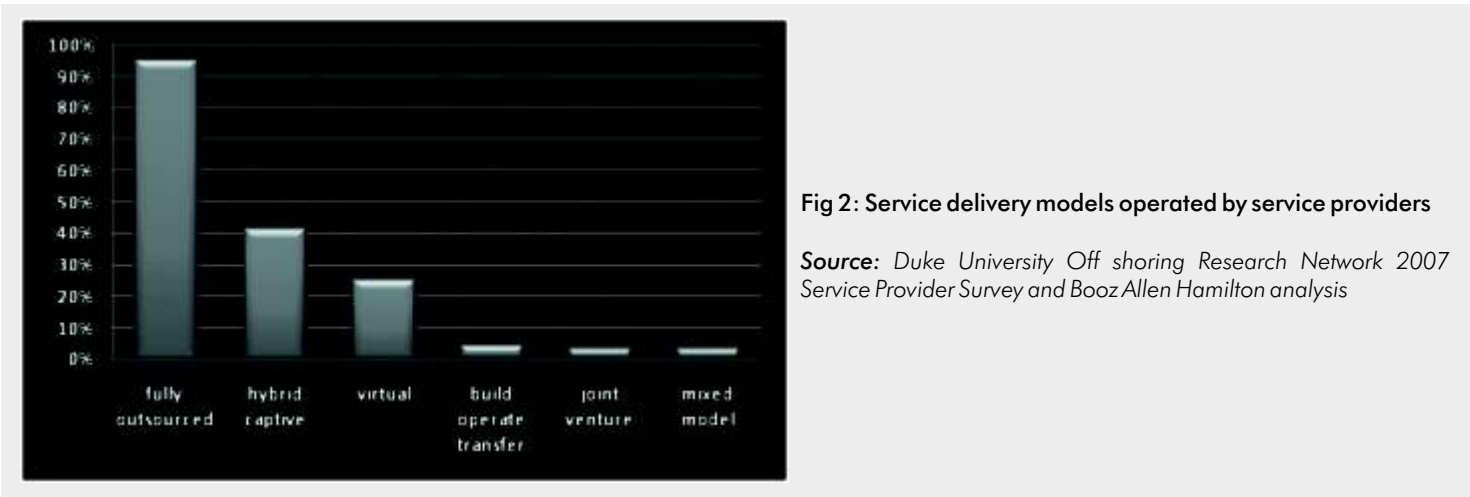 100%
90%
80%
70%
60%
50%
40%
30%
20%
10%
0%
fully
outsourced
hybrid
captive
virtual
build
operate
transfer
joint
venture
mixed
model
Fig 2: Service delivery models operated by service providers
Source: Duke University Off shoring Research Network 2007
Service Provider Survey and Booz Allen Hamilton analysis